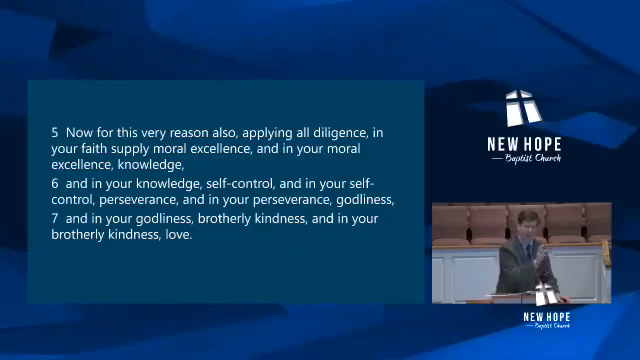 5 Now for this very reason also, applying all diligence, in
your faith supply moral excellence, and in your moral
excellence, knowledge,
6 and in your knowledge, self-control, and in your self-
control, perseverance, and in your perseverance, godliness,
7 and in your godliness, brotherly kindness, and in your
brotherly kindness, love.
NEW HOPE
Baptist Church
NEW HOPE
Baptist Church